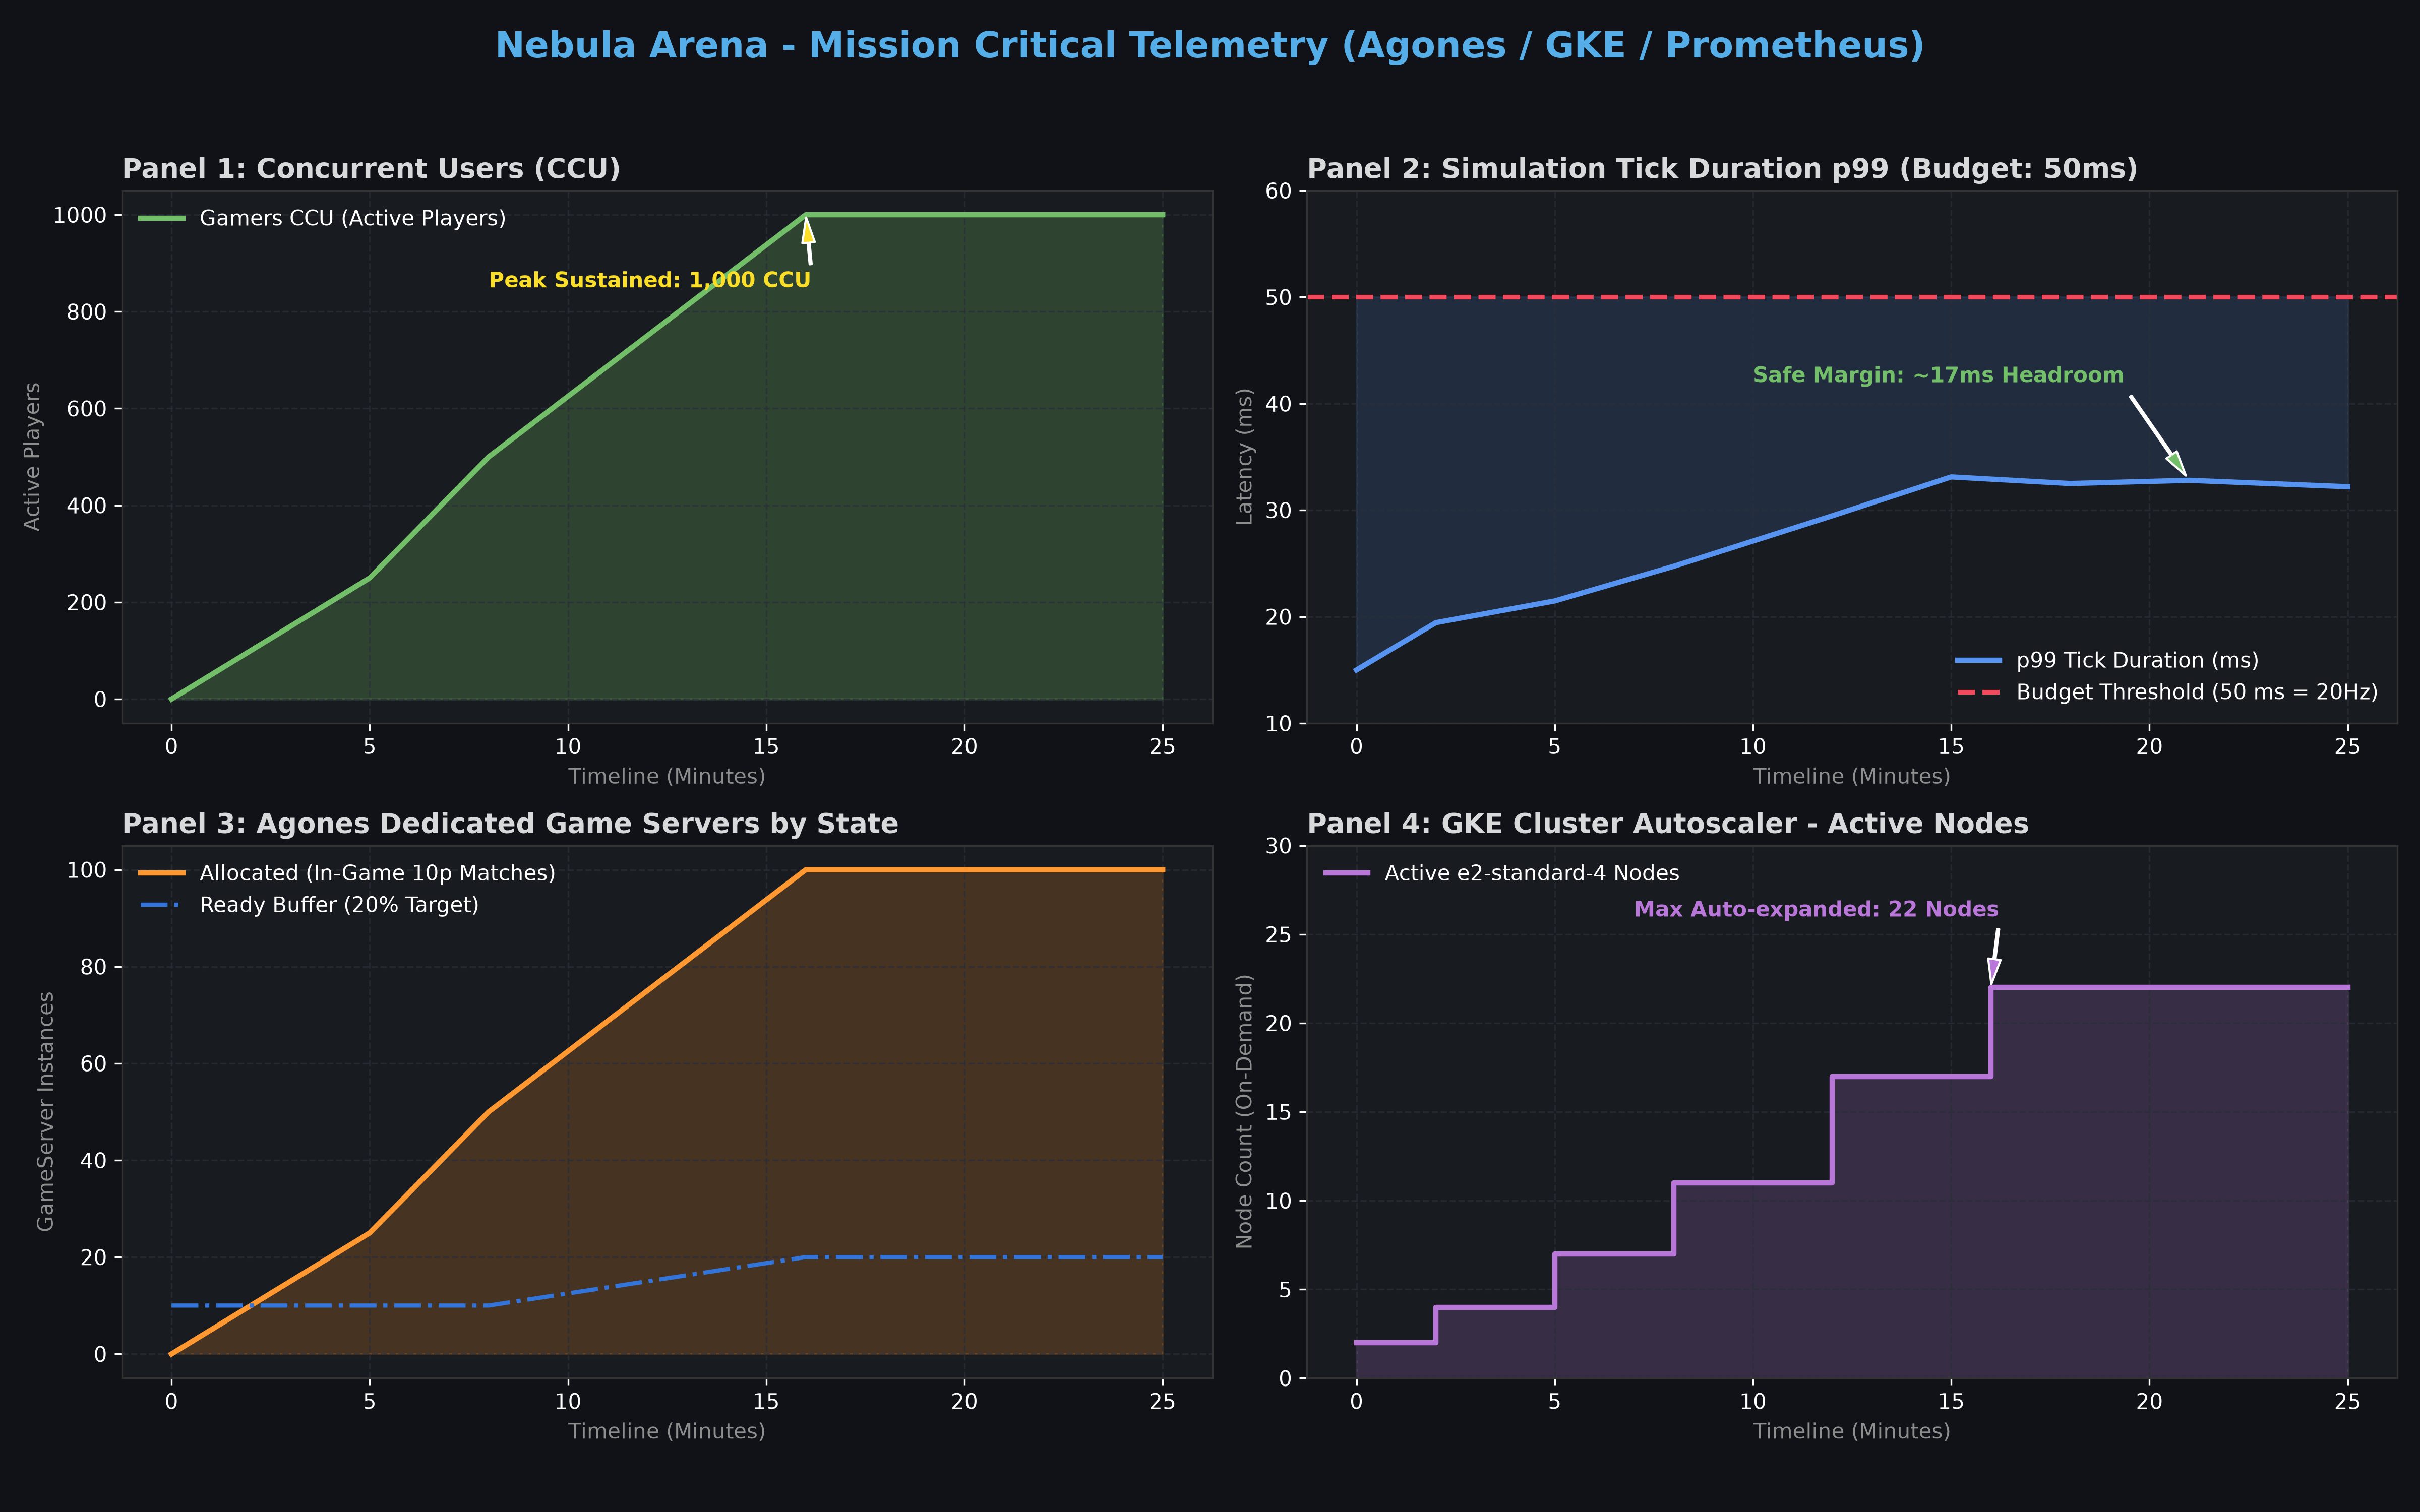 Nebula Arena - Mission Critical Telemetry (Agones / GKE / Prometheus)
Panel 1: Concurrent Users (CCU)
Gamers CCU (Active Players)
Peak Sustained: 1,000 CCU
Active Players
1000
800
600
400
200
0
0 5 10 15 20 25
Timeline (Minutes)
Panel 2: Simulation Tick Duration p99 (Budget: 50ms)
Safe Margin: ~17ms Headroom
Latency (ms)
60
50
40
30
20
10
p99 Tick Duration (ms)
Budget Threshold (50 ms = 20Hz)
0 5 10 15 20 25
Timeline (Minutes)
Panel 3: Agones Dedicated Game Servers by State
Allocated (In-Game 10p Matches)
Ready Buffer (20% Target)
GameServer Instances
100
80
60
40
20
0
0 5 10 15 20 25
Timeline (Minutes)
Panel 4: GKE Cluster Autoscaler - Active Nodes
Active e2-standard-4 Nodes
Max Auto-expanded: 22 Nodes
Node Count (On-Demand)
30
25
20
15
10
5
0
0 5 10 15 20 25
Timeline (Minutes)